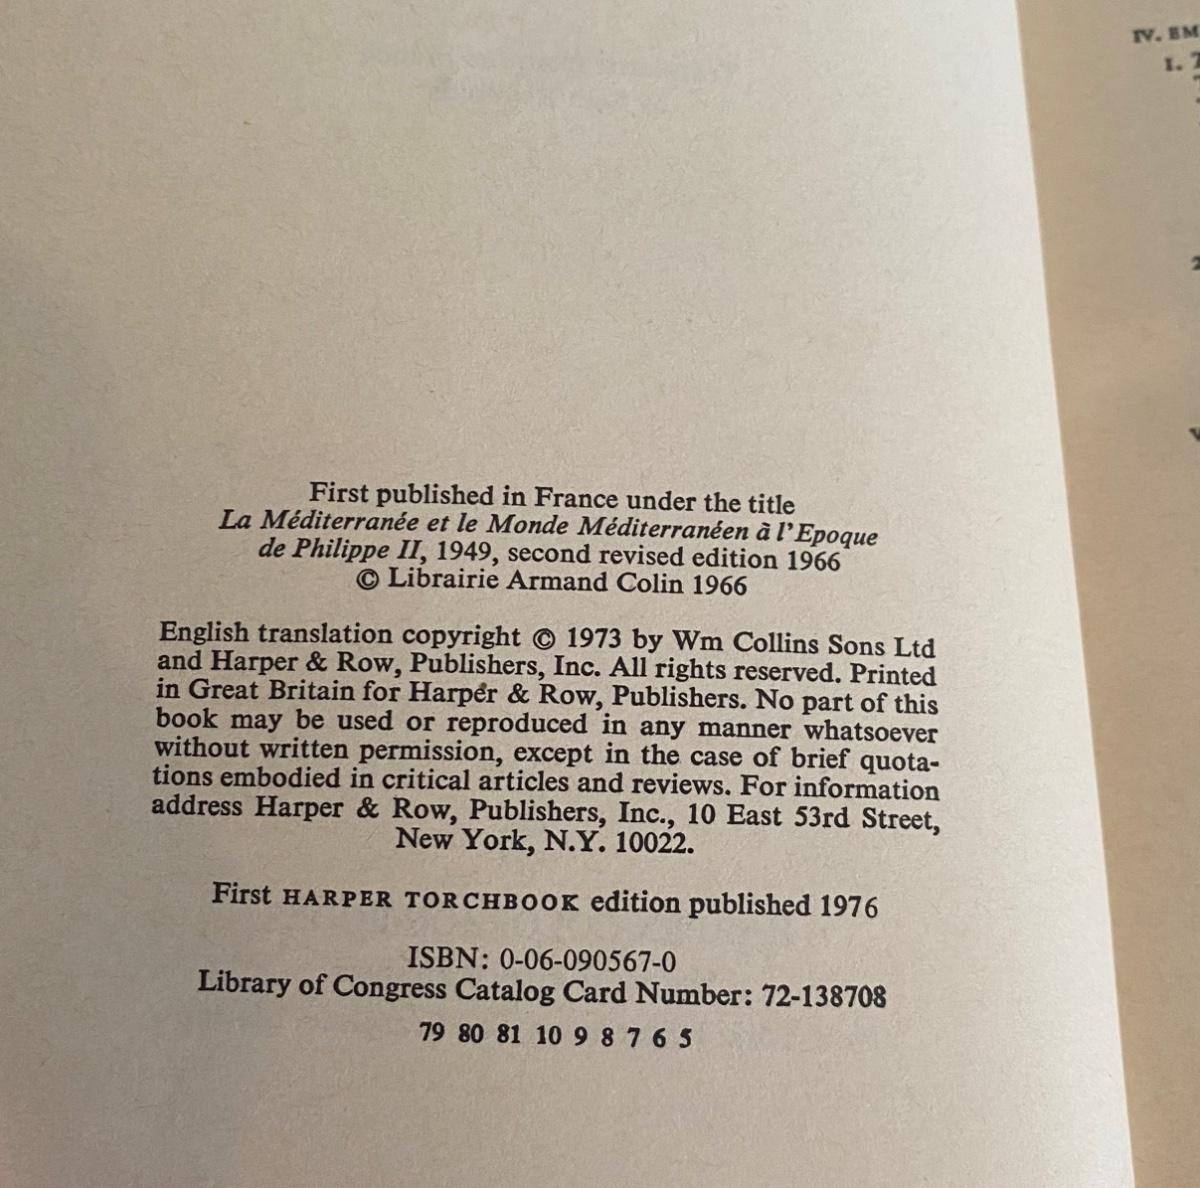 First published in France under the title
La Méditerranée et le Monde Méditerranéen à l'Epoque
de Philippe II, 1949, second revised edition 1966
© Librairie Armand Colin 1966
English translation copyright © 1973 by Wm Collins Sons Ltd
and Harper & Row, Publishers, Inc. All rights reserved. Printed
in Great Britain for Harper & Row, Publishers. No part of this
book may be used or reproduced in any manner whatsoever
without written permission, except in the case of brief quota-
tions embodied in critical articles and reviews. For information
address Harper & Row, Publishers, Inc., 10 East 53rd Street,
New York, N.Y. 10022.
First HARPER TORCHBOOK edition published 1976
ISBN: 0-06-090567-0
Library of Congress Catalog Card Number: 72-138708
79 80 81 10 9 8 7 6 5
IV. EM
1.